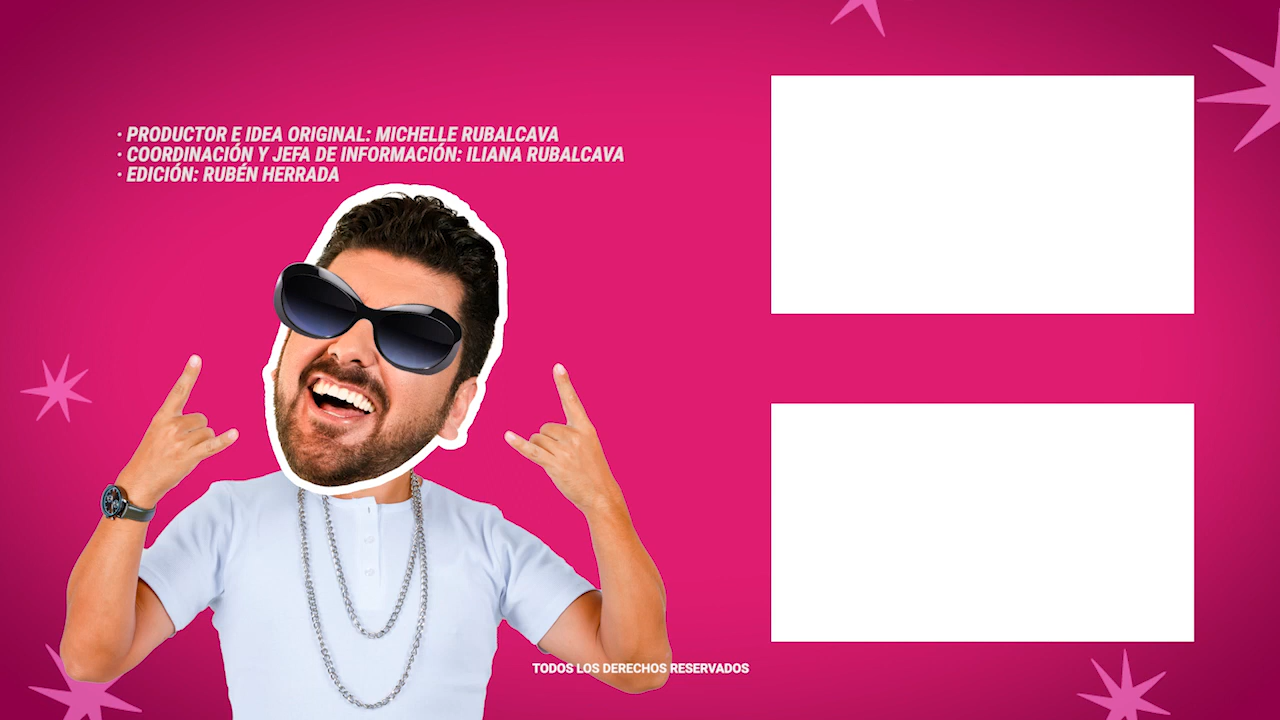 · PRODUCTOR E IDEA ORIGINAL: MICHELLE RUBALCAVA
· COORDINACIÓN Y JEFA DE INFORMACIÓN: ILIANA RUBALCAVA
· EDICIÓN: RUBÉN HERRADA
TODOS LOS DERECHOS RESERVADOS